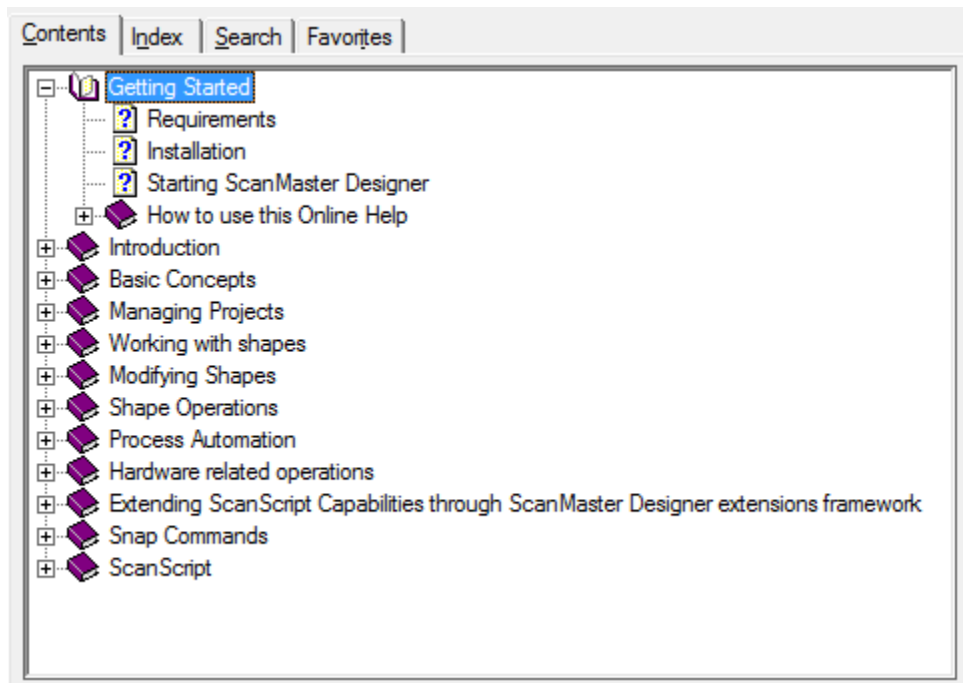 Contents Index Search Favorites
Getting Started
? Requirements
? Installation
? Starting ScanMaster Designer
How to use this Online Help
Introduction
Basic Concepts
Managing Projects
Working with shapes
Modifying Shapes
Shape Operations
Process Automation
Hardware related operations
Extending ScanScript Capabilities through ScanMaster Designer extensions framework
Snap Commands
ScanScript